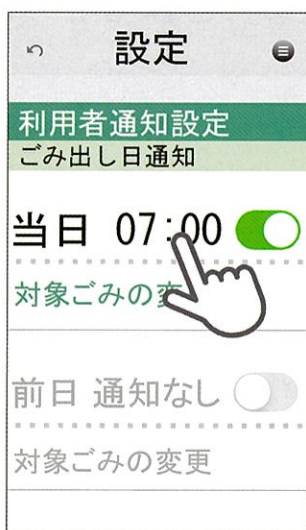 設定
利用者通知設定
ごみ出し日通知
当日 07:00
対象ごみの変
前日 通知なし
対象ごみの変更